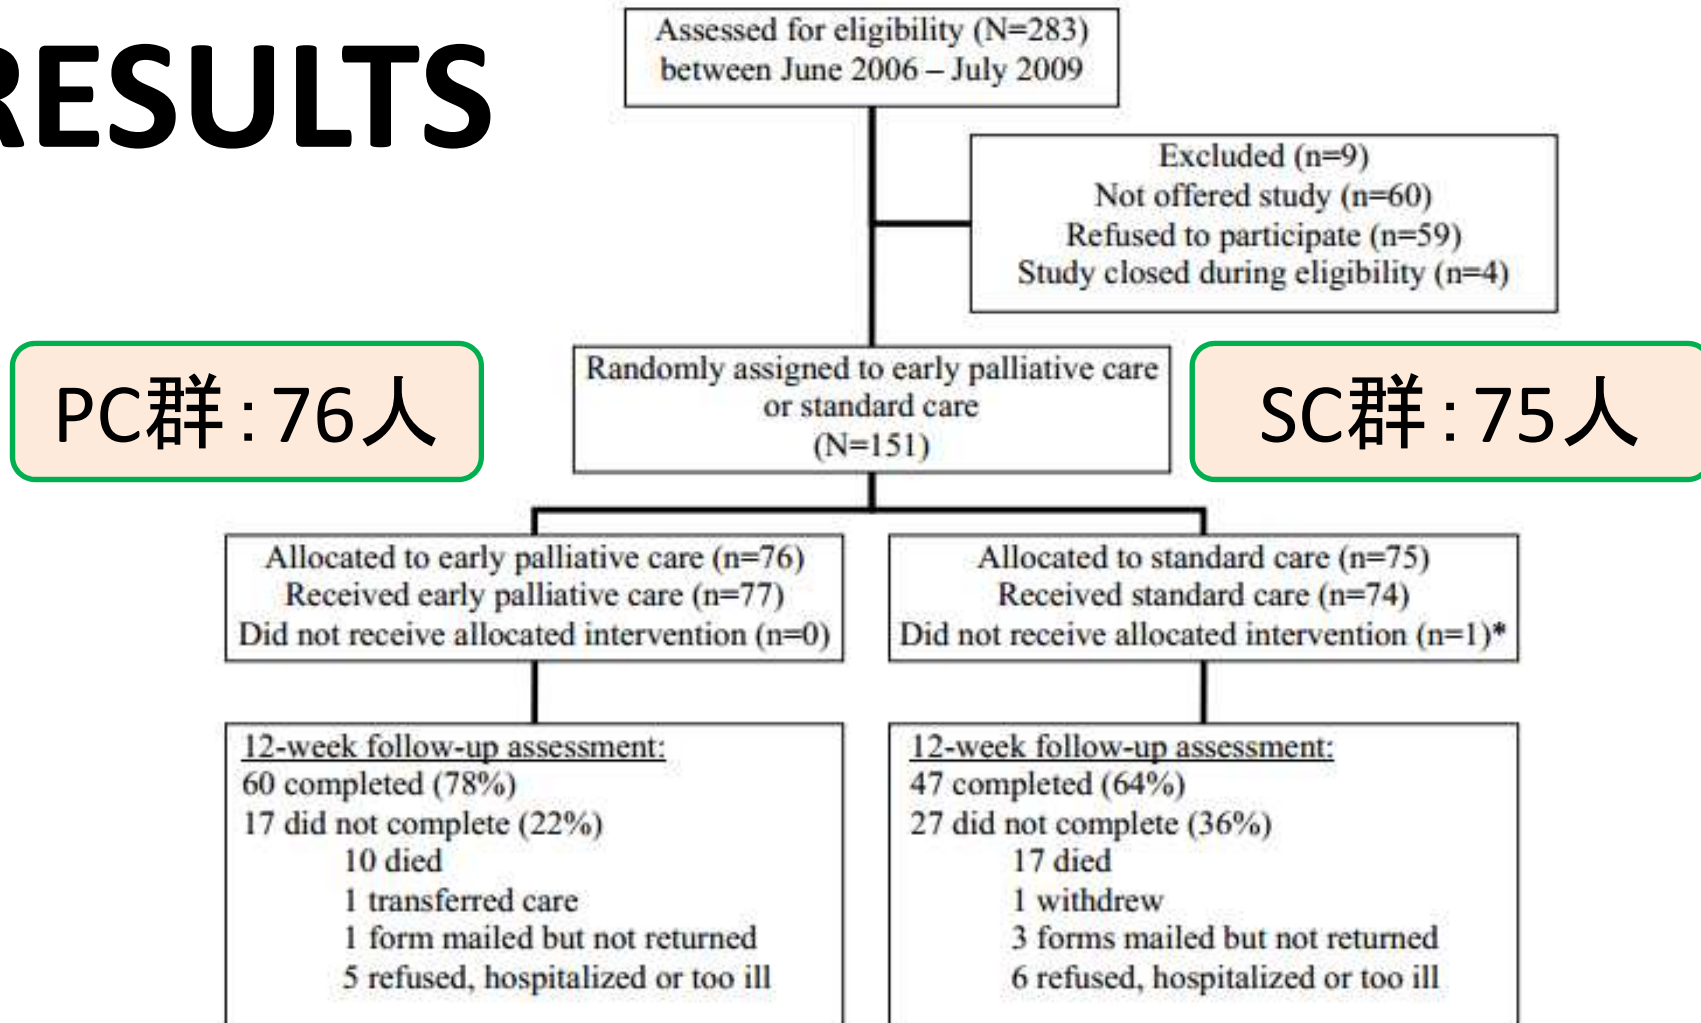 RESULTS
Assessed for eligibility (N=283)
between June 2006 – July 2009
Excluded (n=9)
Not offered study (n=60)
Refused to participate (n=59)
Study closed during eligibility (n=4)
PC群：76人
Randomly assigned to early palliative care
or standard care
(N=151)
SC群：75人
Allocated to early palliative care (n=76)
Received early palliative care (n=77)
Did not receive allocated intervention (n=0)
Allocated to standard care (n=75)
Received standard care (n=74)
Did not receive allocated intervention (n=1)*
12-week follow-up assessment:
60 completed (78%)
17 did not complete (22%)
10 died
1 transferred care
1 form mailed but not returned
5 refused, hospitalized or too ill
12-week follow-up assessment:
47 completed (64%)
27 did not complete (36%)
17 died
1 withdrew
3 forms mailed but not returned
6 refused, hospitalized or too ill